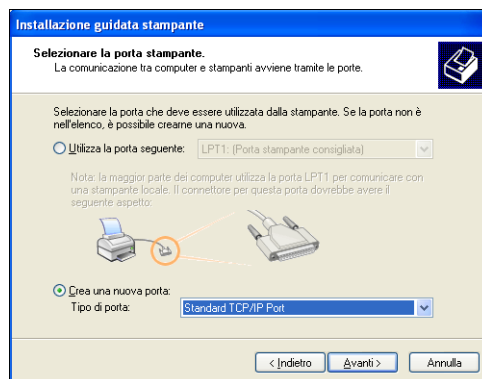 Installazione guidata stampante
Selezionare la porta stampante.
La comunicazione tra computer e stampanti avviene tramite le porte.
Selezionare la porta che deve essere utilizzata dalla stampante. Se la porta non è
nell'elenco, è possibile crearne una nuova.
Utilizza la porta seguente: LPT1: (Porta stampante consigliata)
Nota: la maggior parte dei computer utilizza la porta LPT1 per comunicare con
una stampante locale. Il connettore per questa porta dovrebbe avere il
seguente aspetto:
Crea una nuova porta:
Tipo di porta: Standard TCP/IP Port
< Indietro Avanti > Annulla